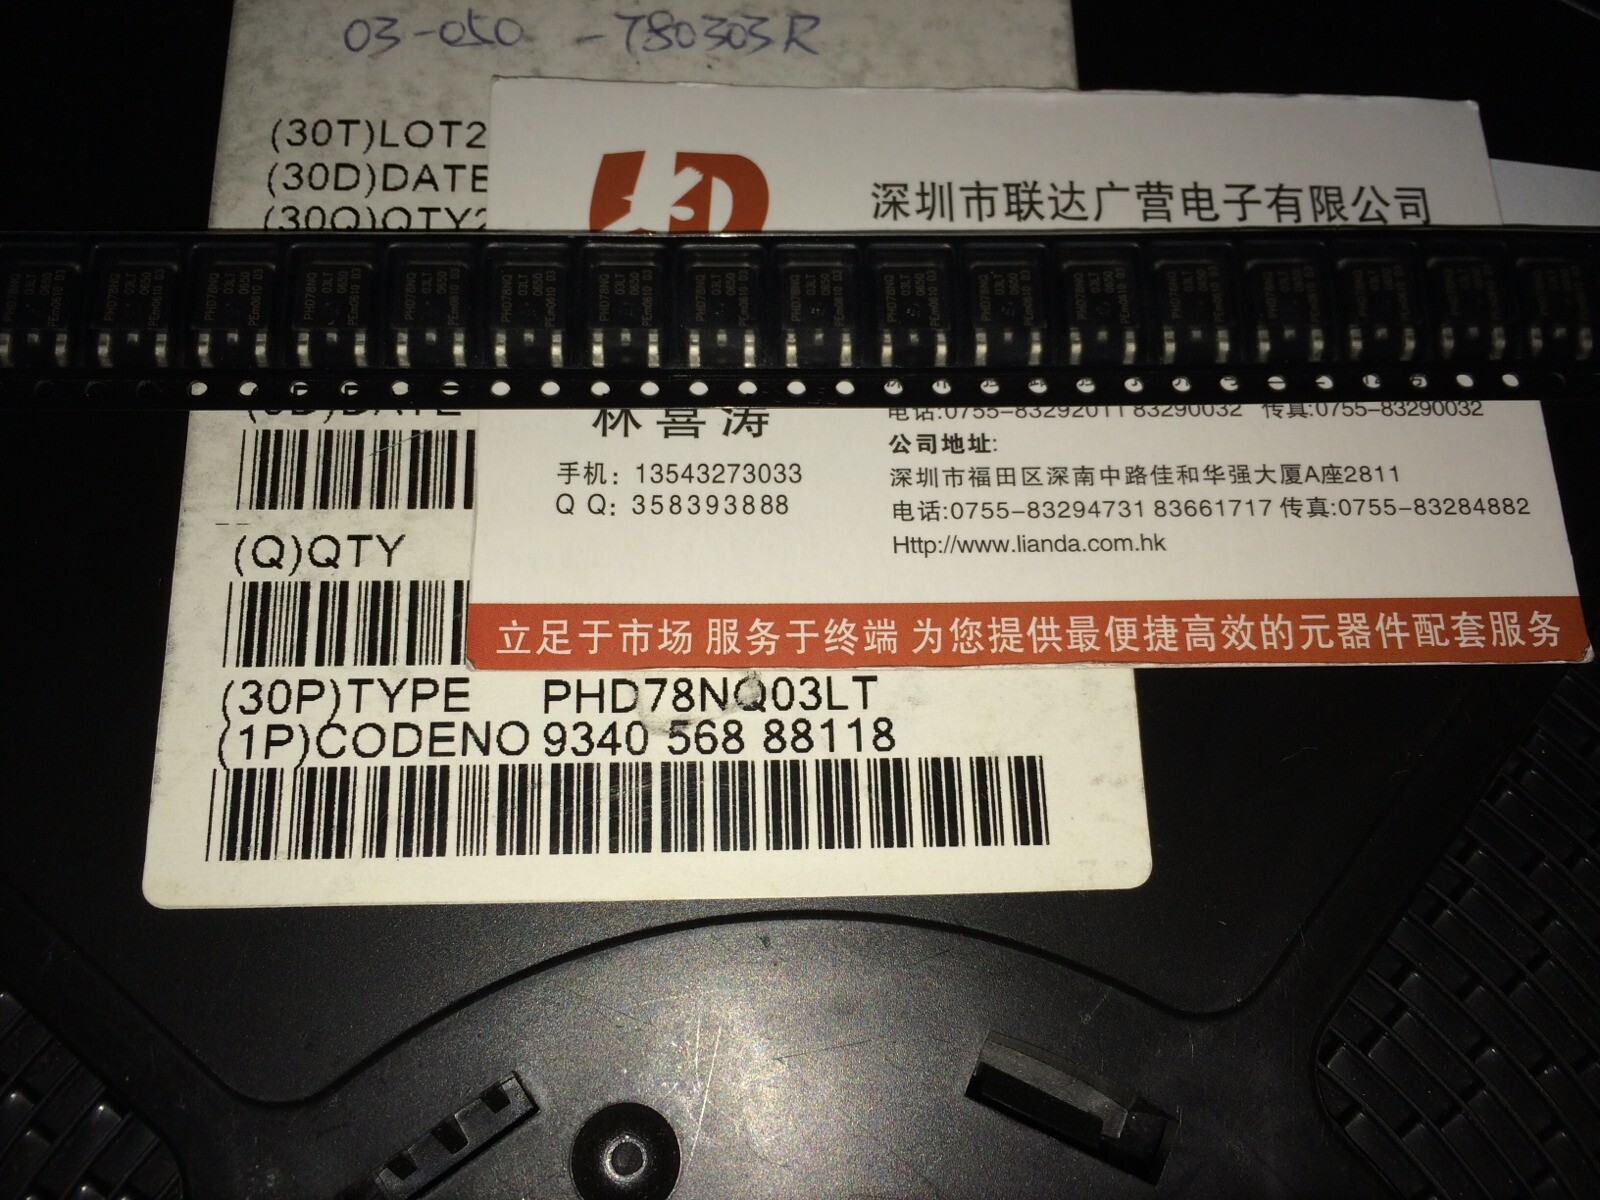 03-050 -780303R
(30T)LOT2
(30D)DATE
(30Q)QTY2
深圳市联达广营电子有限公司
PHD78NQ
03LT
0650
PEm0610 03
林喜涛
电话:0755-83292011 83290032 传真:0755-83290032
公司地址:
手机: 13543273033
深圳市福田区深南中路佳和华强大厦A座2811
QQ: 358393888
电话:0755-83294731 83661717 传真:0755-83284882
Http://www.lianda.com.hk
(Q)QTY
立足于市场 服务于终端 为您提供最便捷高效的元器件配套服务
(30P)TYPE PHD78NQ03LT
(1P)CODENO 9340 568 88118